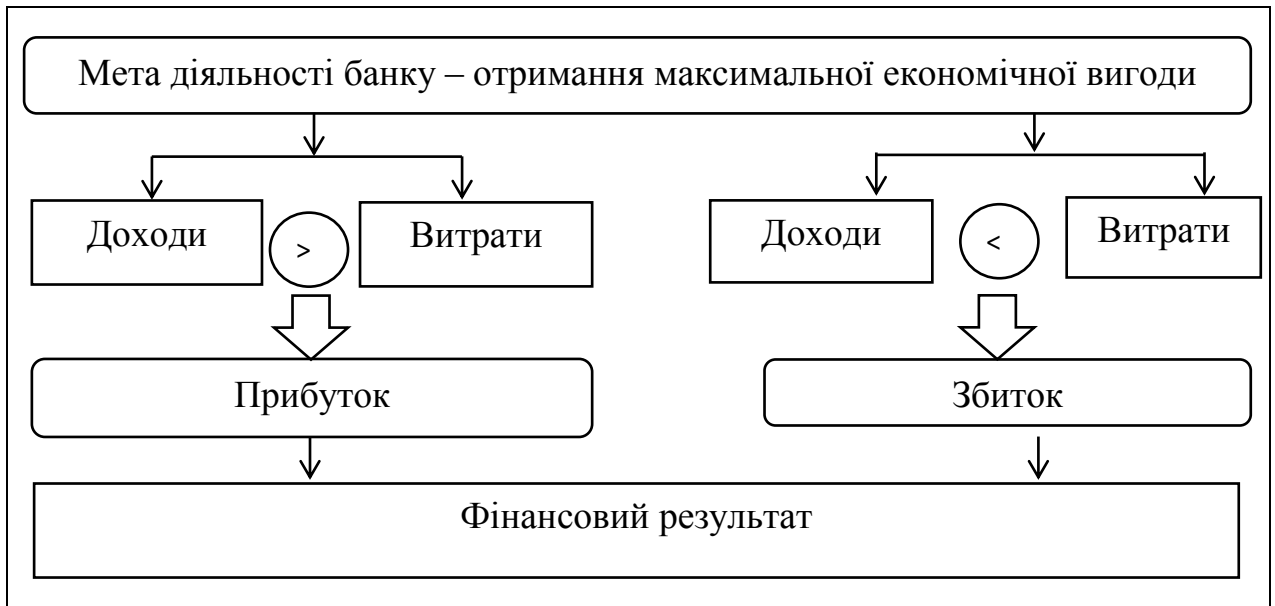 Мета діяльності банку – отримання максимальної економічної вигоди
Доходи > Витрати
Доходи < Витрати
Прибуток
Збиток
Фінансовий результат